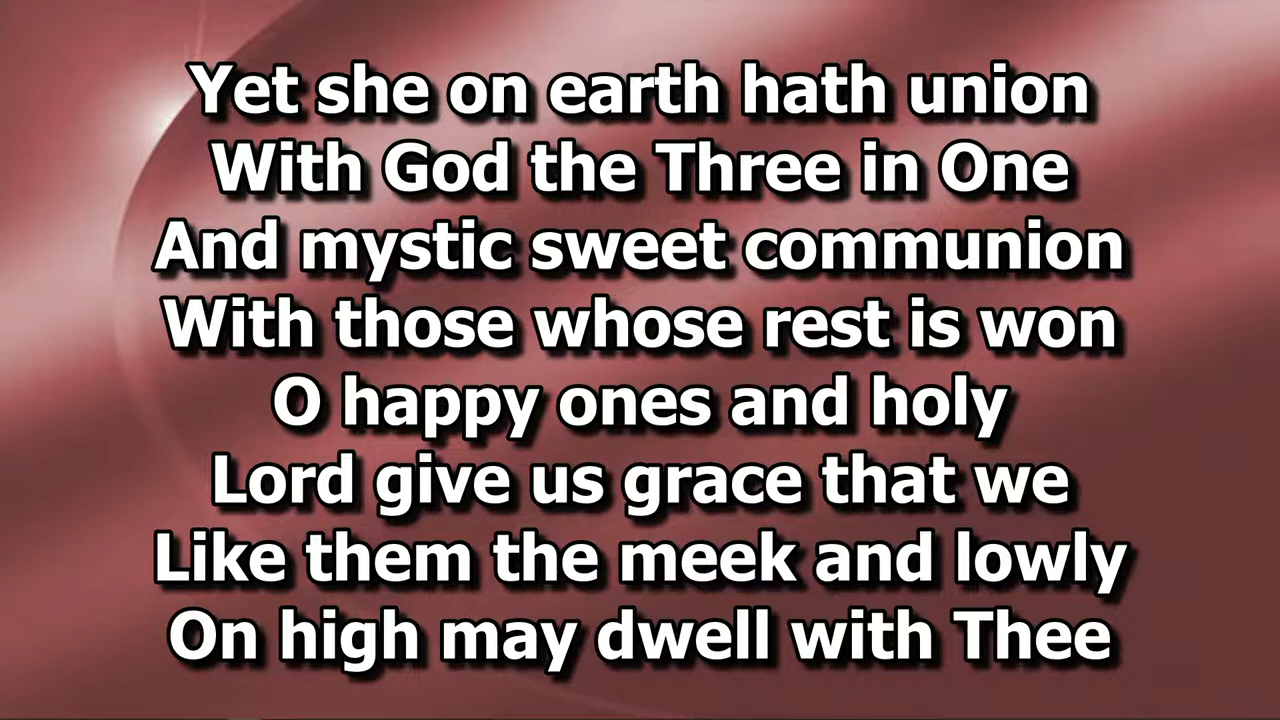 Yet she on earth hath union
With God the Three in One
And mystic sweet communion
With those whose rest is won
O happy ones and holy
Lord give us grace that we
Like them the meek and lowly
On high may dwell with Thee